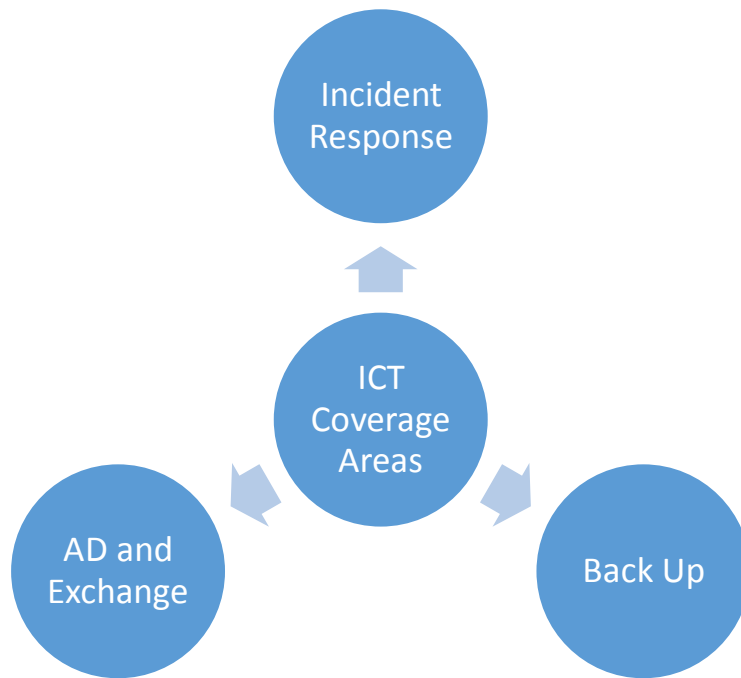 Incident
Response
ICT
Coverage
Areas
AD and
Exchange
Back Up